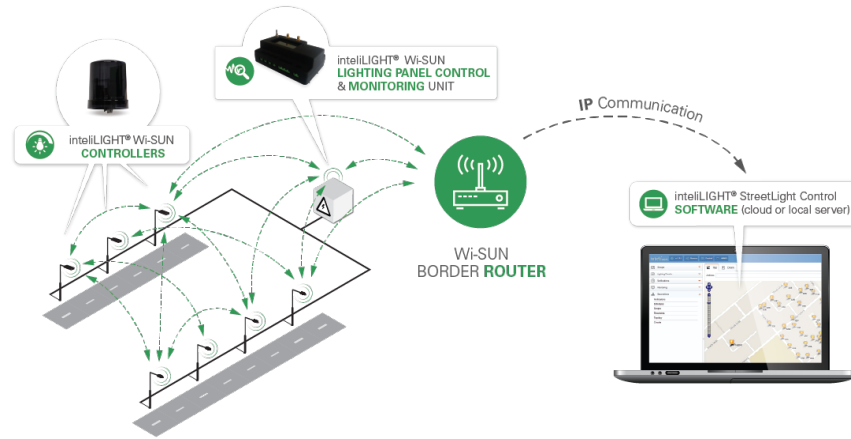 inteliLIGHT® Wi-SUN
LIGHTING PANEL CONTROL
& MONITORING UNIT
inteliLIGHT® Wi-SUN
CONTROLLERS
IP Communication
inteliLIGHT® StreetLight Control
SOFTWARE (cloud or local server)
Wi-SUN
BORDER ROUTER